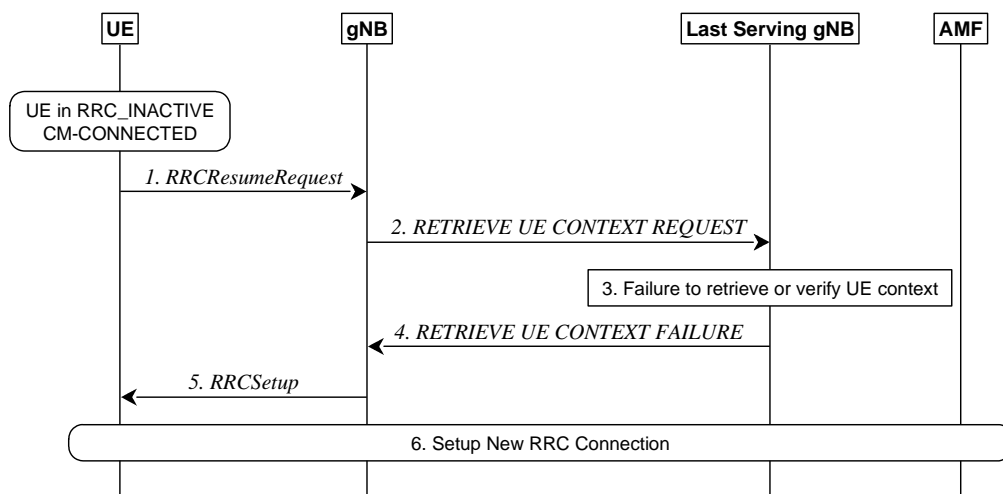 UE
gNB
Last Serving gNB
AMF
UE in RRC_INACTIVE
CM-CONNECTED
1. RRCResumeRequest
2. RETRIEVE UE CONTEXT REQUEST
3. Failure to retrieve or verify UE context
4. RETRIEVE UE CONTEXT FAILURE
5. RRCSetup
6. Setup New RRC Connection